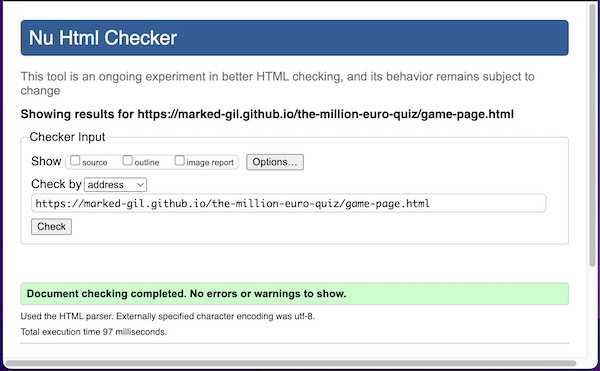 Nu Html Checker
This tool is an ongoing experiment in better HTML checking, and its behavior remains subject to
change
Showing results for https://marked-gil.github.io/the-million-euro-quiz/game-page.html
Checker Input
Show source outline image report Options...
Check by address
https://marked-gil.github.io/the-million-euro-quiz/game-page.html
Check
Document checking completed. No errors or warnings to show.
Used the HTML parser. Externally specified character encoding was utf-8.
Total execution time 97 milliseconds.